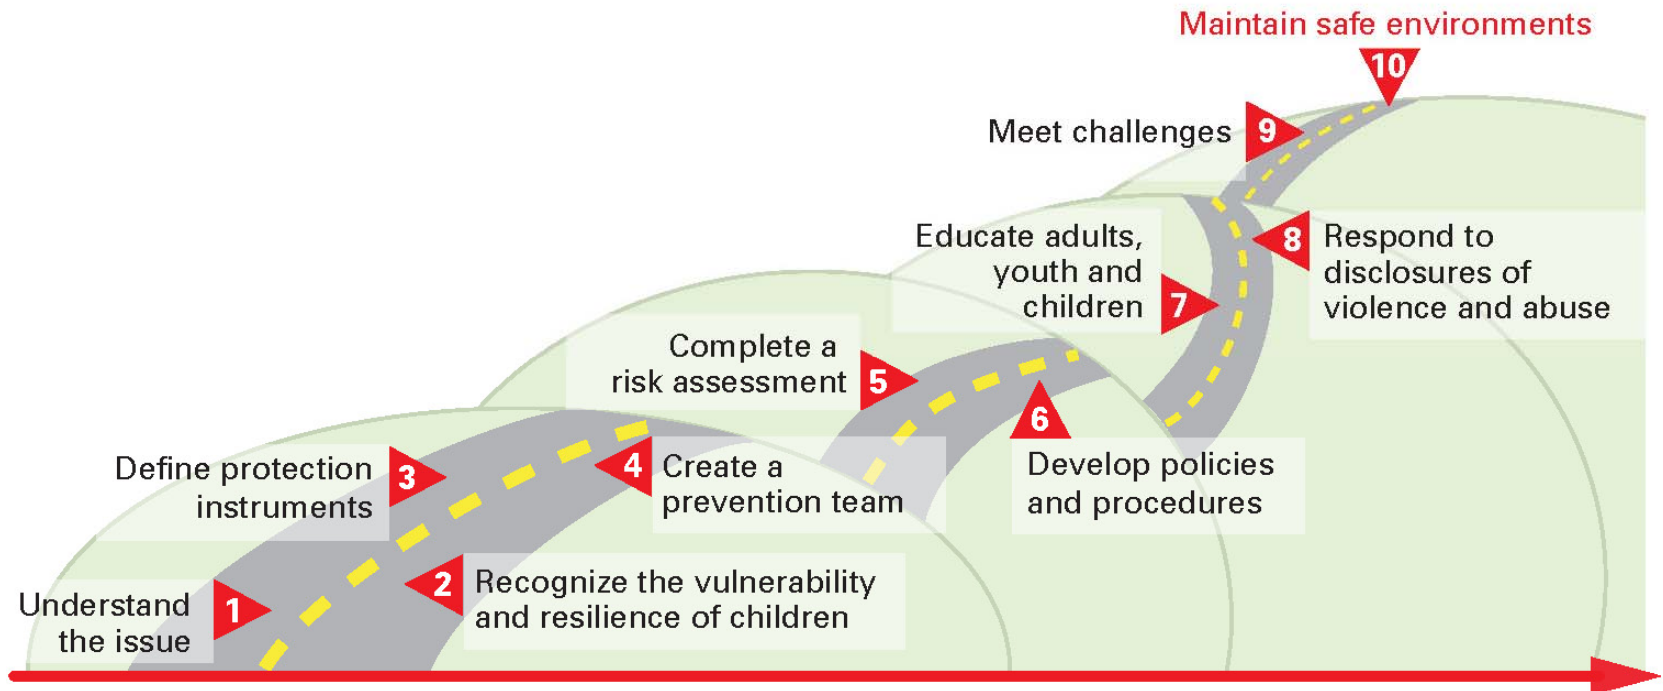 1
Understand
the issue
2
Recognize the vulnerability
and resilience of children
3
Define protection
instruments
4
Create a
prevention team
5
Complete a
risk assessment
6
Develop policies
and procedures
7
Educate adults,
youth and
children
8
Respond to
disclosures of
violence and abuse
9
Meet challenges
10
Maintain safe environments